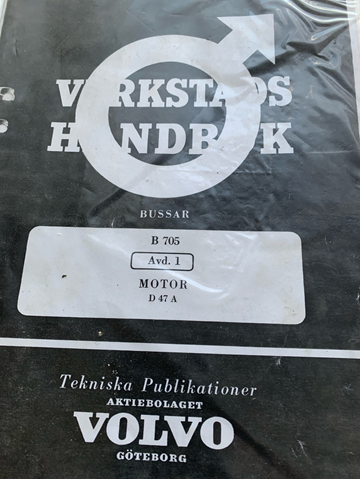 VERKSTADS
HANDBOK
BUSSAR
B 705
Avd. 1
MOTOR
D 47 A
Tekniska Publikationer
AKTIEBOLAGET
VOLVO
GÖTEBORG